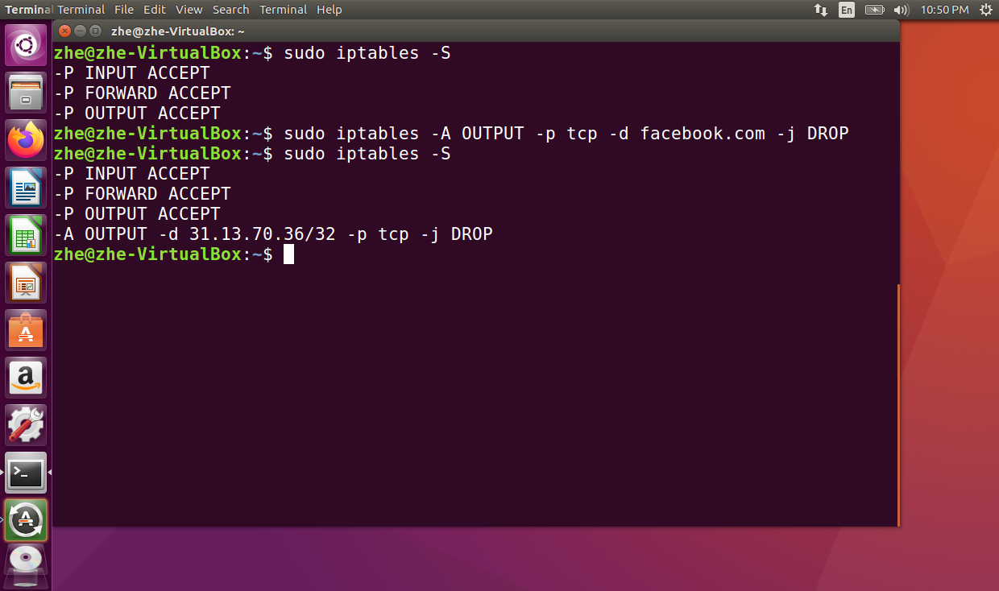 Terminal Terminal File Edit View Search Terminal Help En 10:50 PM
zhe@zhe-VirtualBox: ~
zhe@zhe-VirtualBox:~$ sudo iptables -S
-P INPUT ACCEPT
-P FORWARD ACCEPT
-P OUTPUT ACCEPT
zhe@zhe-VirtualBox:~$ sudo iptables -A OUTPUT -p tcp -d facebook.com -j DROP
zhe@zhe-VirtualBox:~$ sudo iptables -S
-P INPUT ACCEPT
-P FORWARD ACCEPT
-P OUTPUT ACCEPT
-A OUTPUT -d 31.13.70.36/32 -p tcp -j DROP
zhe@zhe-VirtualBox:~$